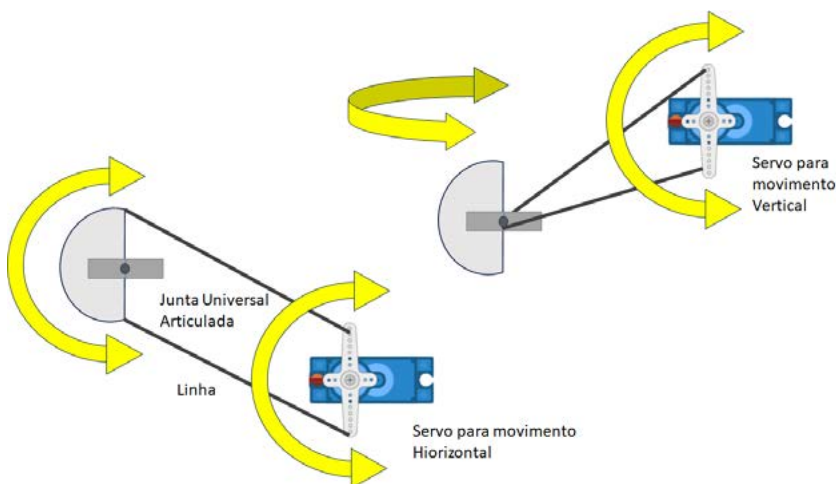 Servo para
movimento
Vertical
Junta Universal
Articulada
Linha
Servo para movimento
Hiorizontal